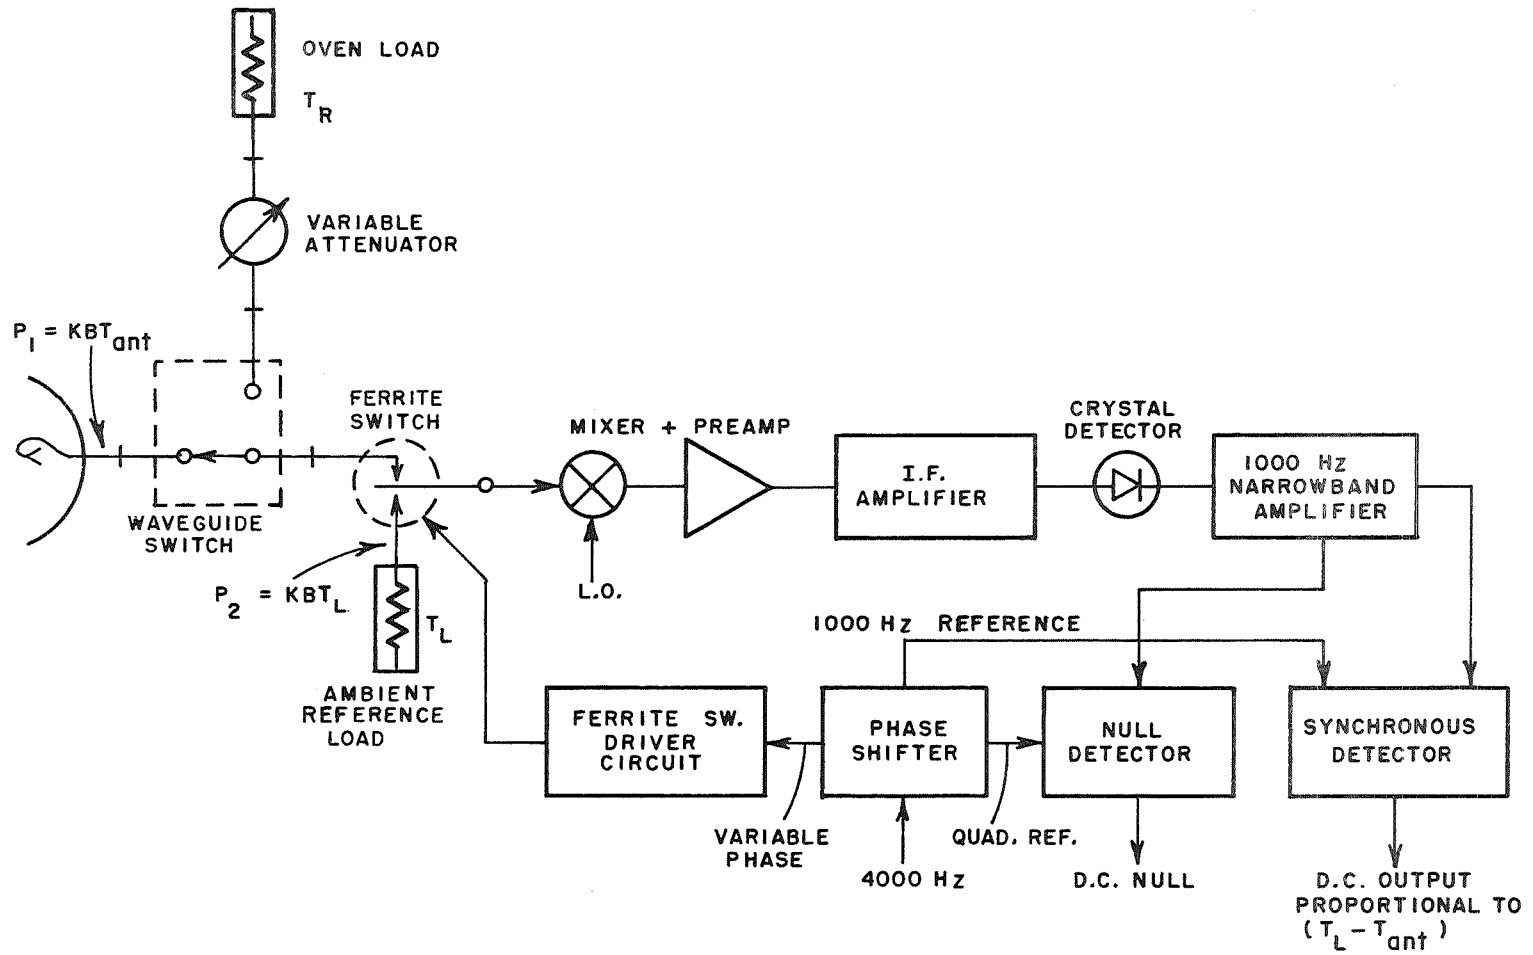 OVEN LOAD
T_R
VARIABLE
ATTENUATOR
P_1 = KBT_ant
FERRITE
SWITCH
WAVEGUIDE
SWITCH
P_2 = KBT_L
T_L
AMBIENT
REFERENCE
LOAD
MIXER + PREAMP
L.O.
I.F.
AMPLIFIER
CRYSTAL
DETECTOR
1000 Hz
NARROWBAND
AMPLIFIER
1000 Hz REFERENCE
FERRITE SW.
DRIVER
CIRCUIT
PHASE
SHIFTER
NULL
DETECTOR
SYNCHRONOUS
DETECTOR
VARIABLE
PHASE
4000 Hz
QUAD. REF.
D.C. NULL
D.C. OUTPUT
PROPORTIONAL TO
(T_L - T_ant)